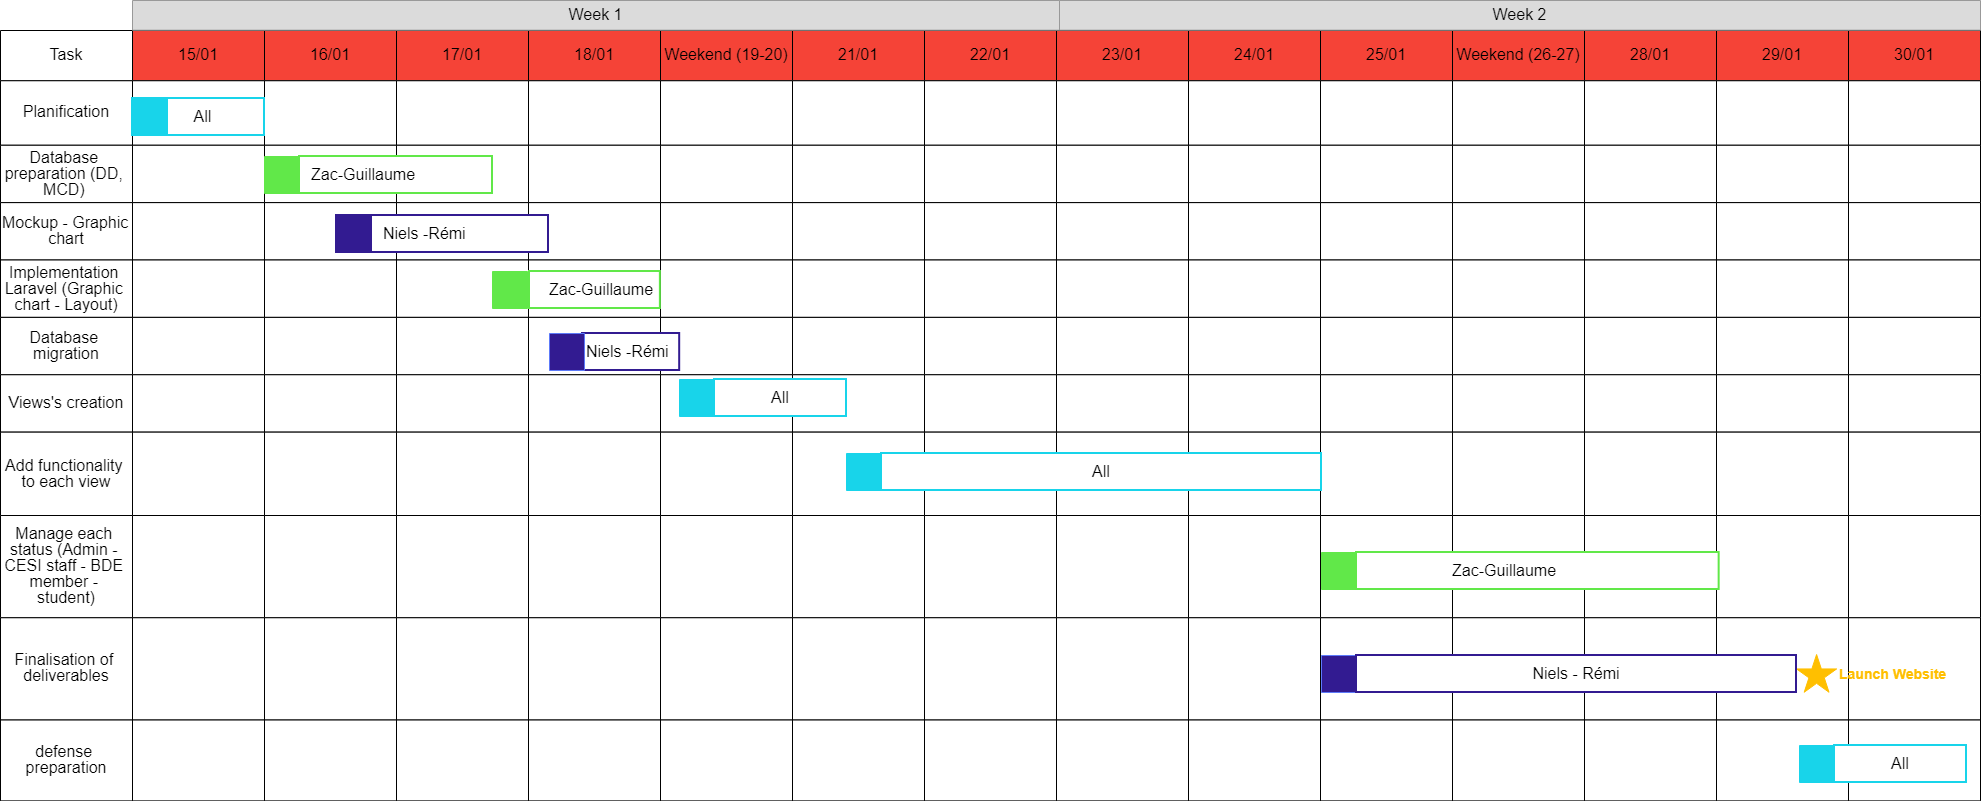 Week 1
Week 2
Task
15/01
16/01
17/01
18/01
Weekend (19-20)
21/01
22/01
23/01
24/01
25/01
Weekend (26-27)
28/01
29/01
30/01
Planification
All
Database
preparation (DD,
MCD)
Zac-Guillaume
Mockup - Graphic
chart
Niels -Rémi
Implementation
Laravel (Graphic
chart - Layout)
Zac-Guillaume
Database
migration
Niels -Rémi
Views's creation
All
Add functionality
to each view
All
Manage each
status (Admin -
CESI staff - BDE
member -
student)
Zac-Guillaume
Finalisation of
deliverables
Niels - Rémi
Launch Website
defense
preparation
All